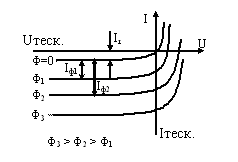 I
Uтеск.
Iт
U
Ф=0
Iф1
Ф1
Iф2
Ф2
Ф3
Iтеск.
Ф3 > Ф2 > Ф1